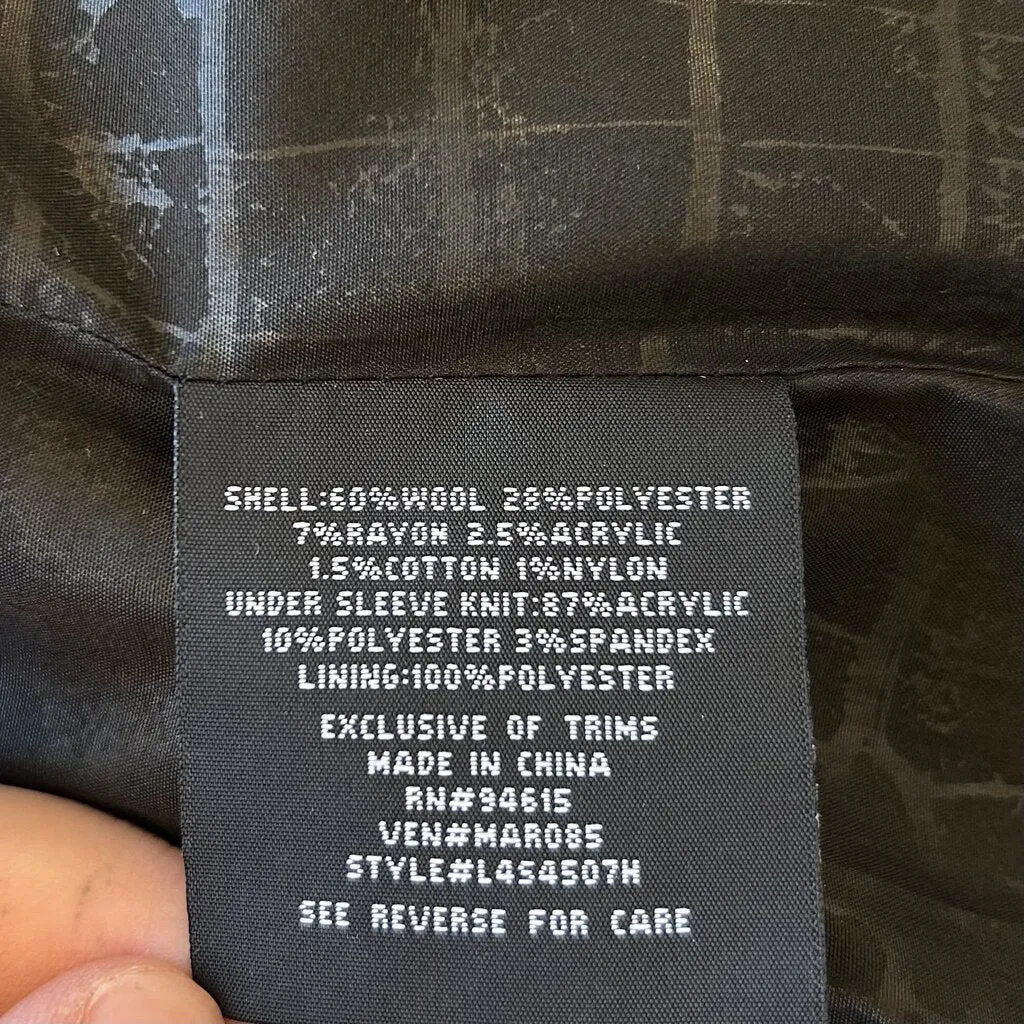 SHELL:60%WOOL 28%POLYESTER
7%RAYON 2.5%ACRYLIC
1.5%COTTON 1%NYLON
UNDER SLEEVE KNIT:87%ACRYLIC
10%POLYESTER 3%SPANDEX
LINING:100%POLYESTER
EXCLUSIVE OF TRIMS
MADE IN CHINA
RN#94615
VEN#MAR085
STYLE#L4S4507H
SEE REVERSE FOR CARE